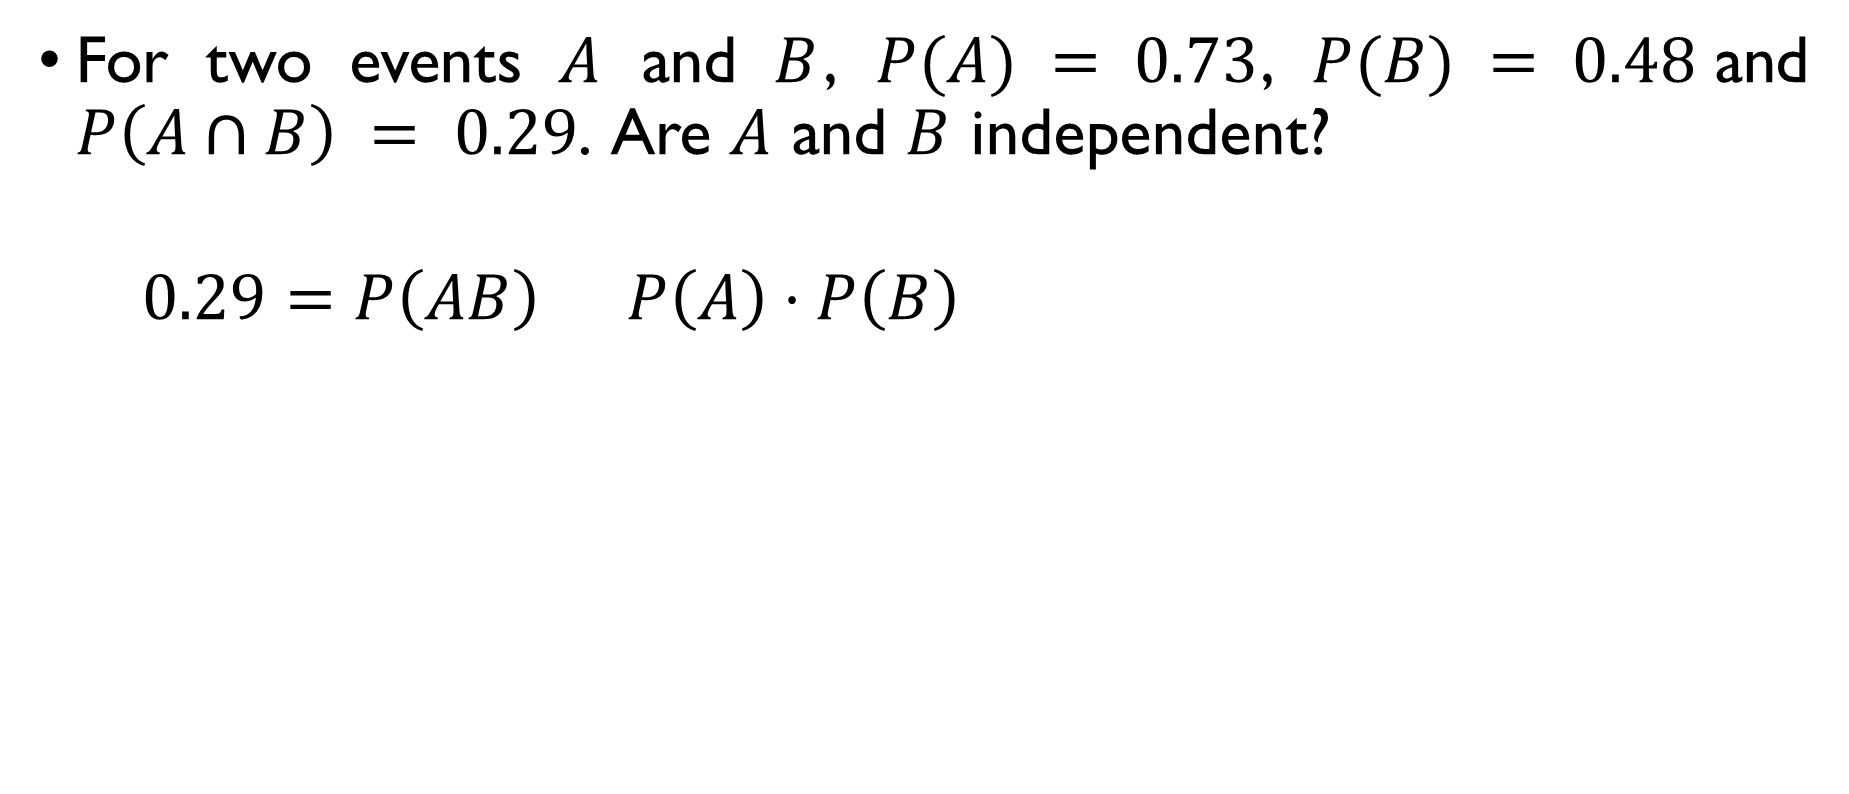 • For two events A and B, P(A) = 0.73, P(B) = 0.48 and
P(A ∩ B) = 0.29. Are A and B independent?
0.29 = P(AB) P(A) · P(B)